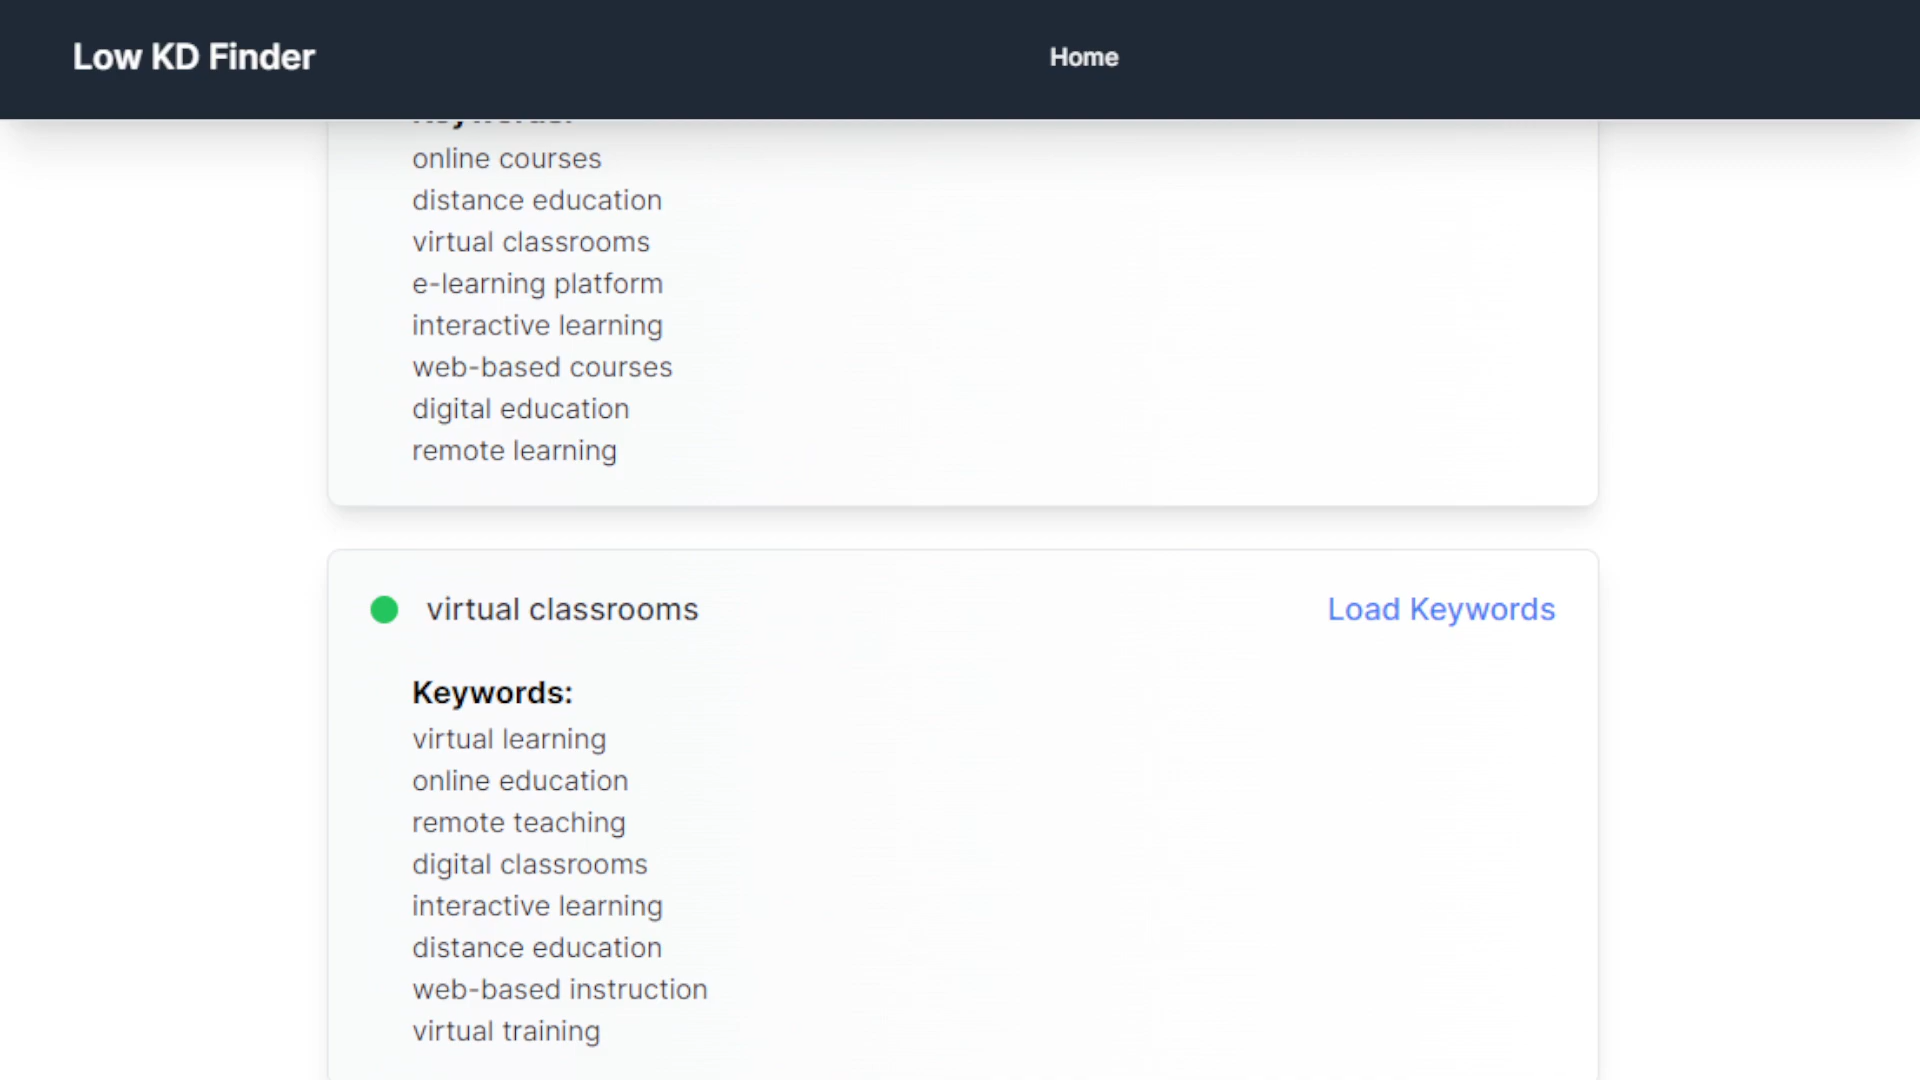 Low KD Finder
Home
online courses
distance education
virtual classrooms
e-learning platform
interactive learning
web-based courses
digital education
remote learning
virtual classrooms
Load Keywords
Keywords:
virtual learning
online education
remote teaching
digital classrooms
interactive learning
distance education
web-based instruction
virtual training